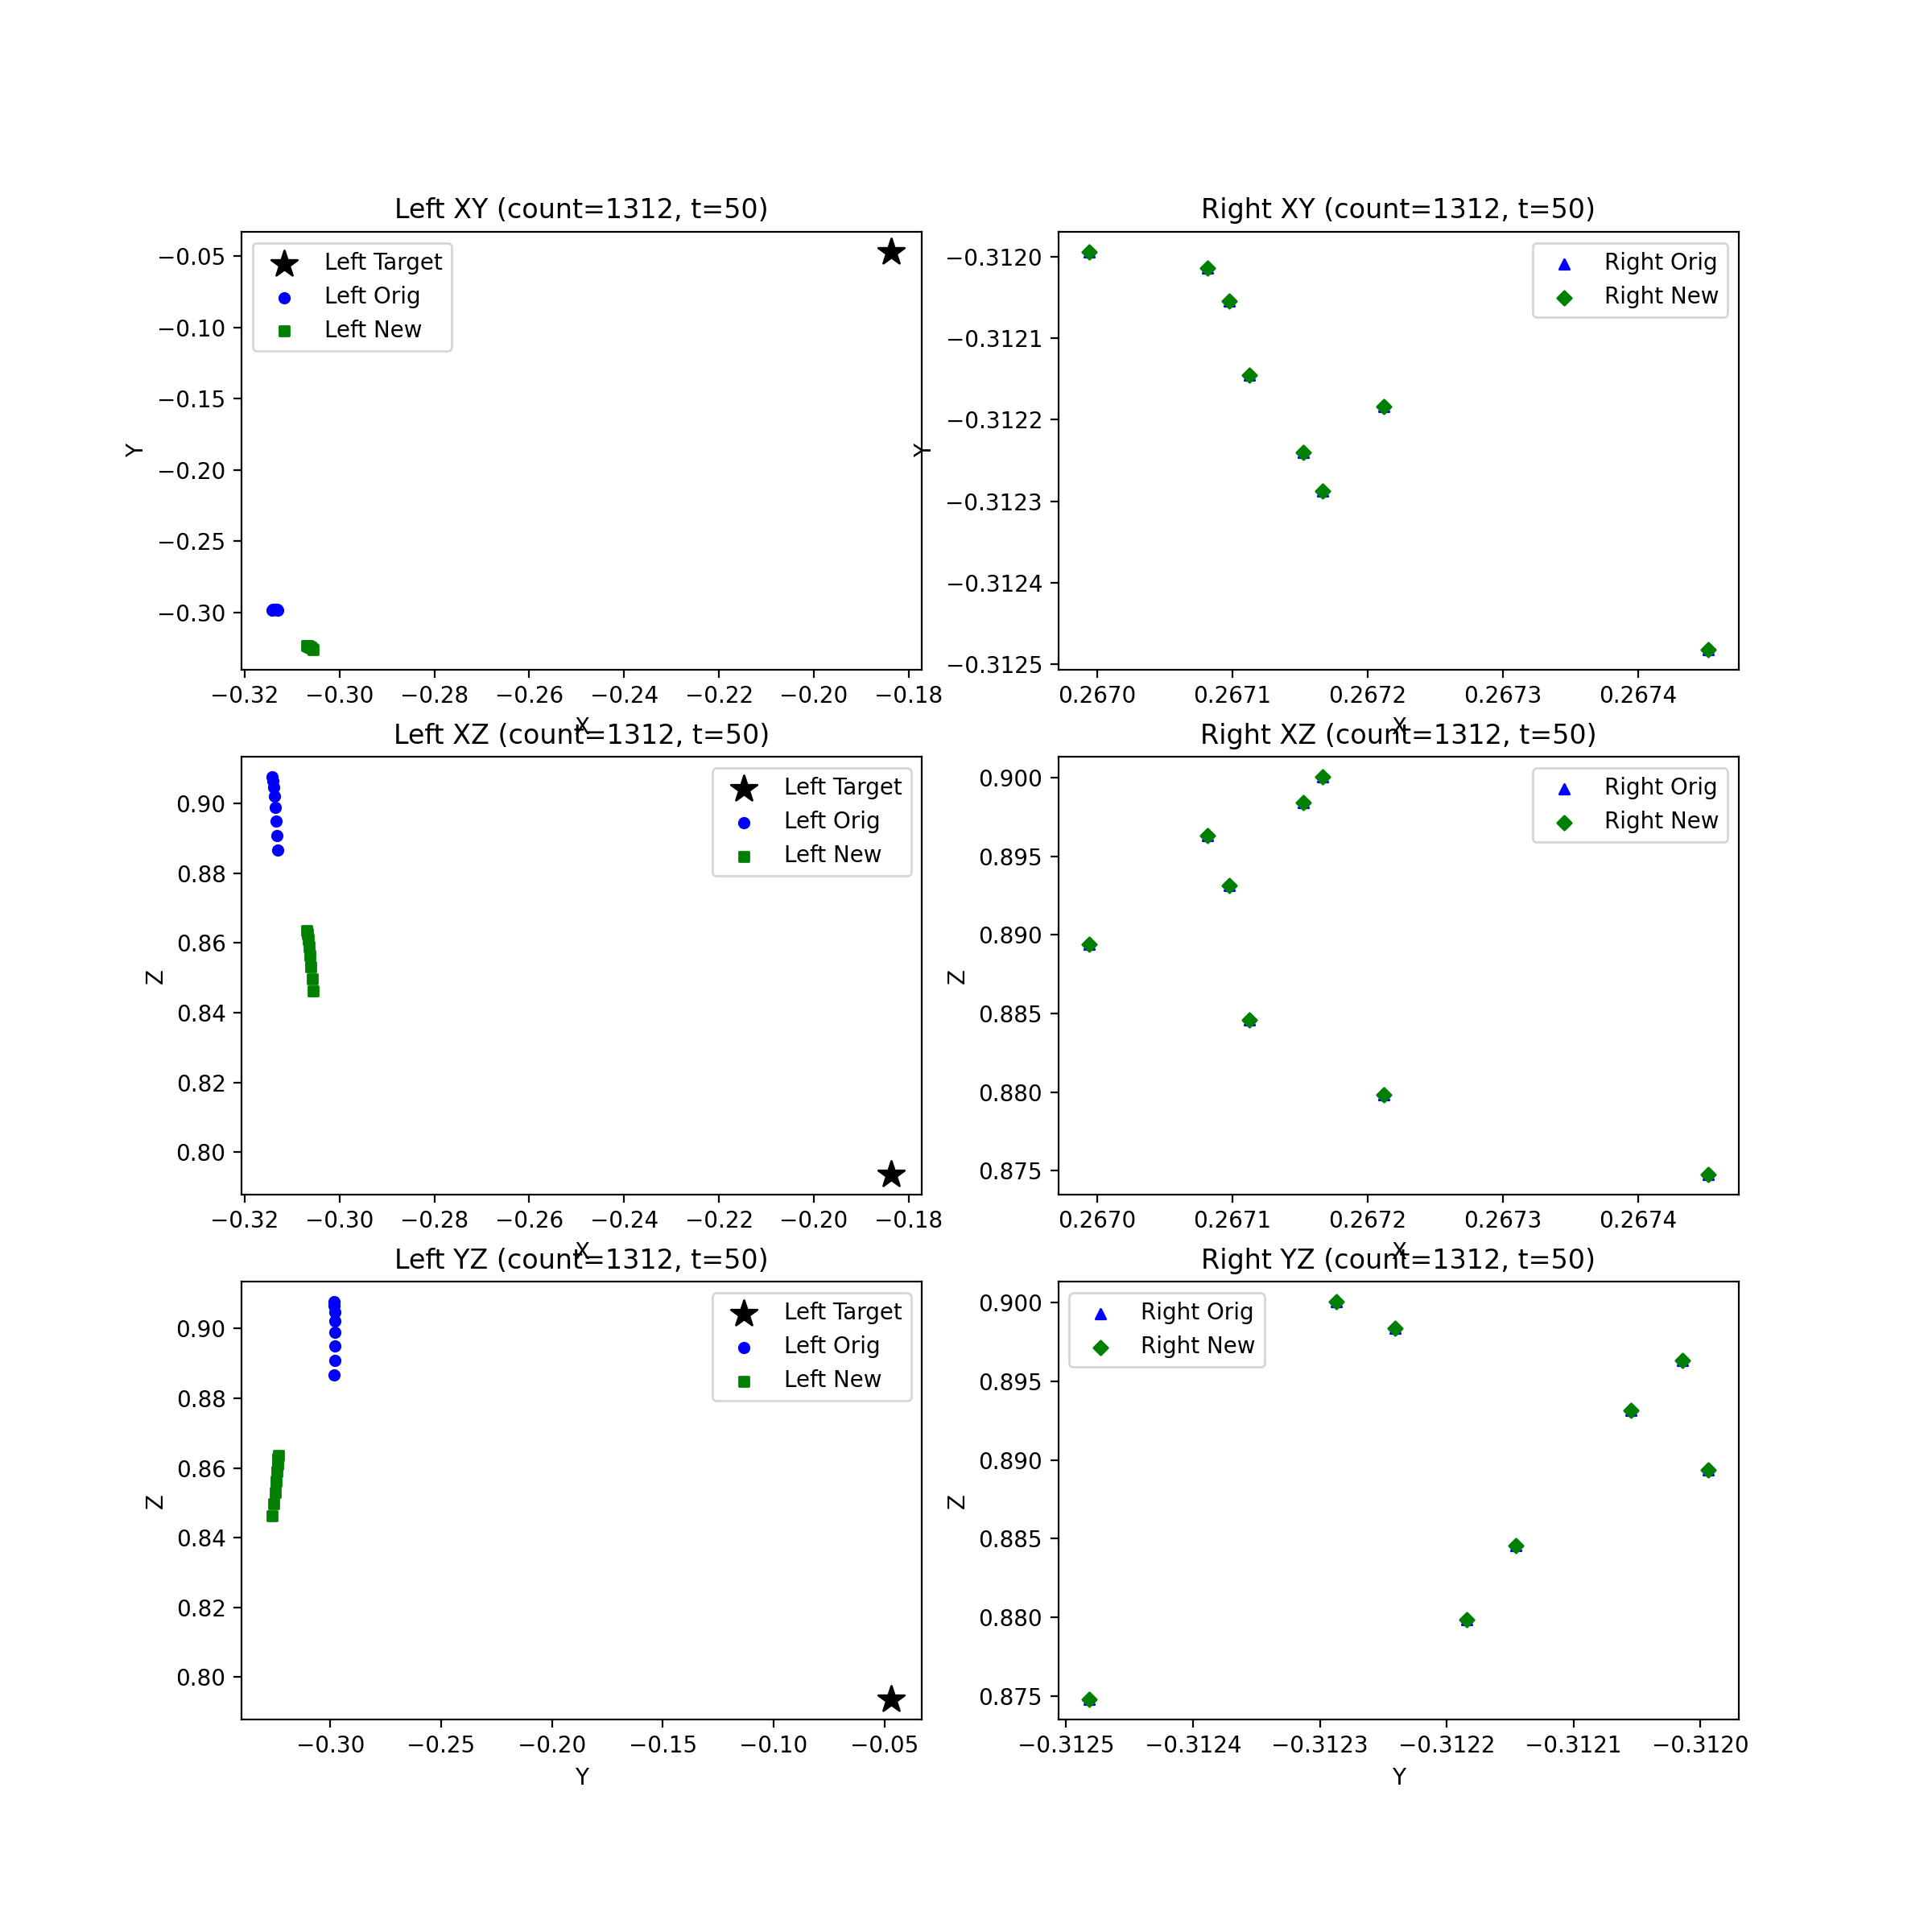 Left XY (count=1312, t=50)
Left Target
Left Orig
Left New
Y
−0.05
−0.10
−0.15
−0.20
−0.25
−0.30
−0.32 −0.30 −0.28 −0.26 −0.24 −0.22 −0.20 −0.18
X
Right XY (count=1312, t=50)
Right Orig
Right New
Y
−0.3120
−0.3121
−0.3122
−0.3123
−0.3124
−0.3125
0.2670 0.2671 0.2672 0.2673 0.2674
X
Left XZ (count=1312, t=50)
Left Target
Left Orig
Left New
Z
0.90
0.88
0.86
0.84
0.82
0.80
−0.32 −0.30 −0.28 −0.26 −0.24 −0.22 −0.20 −0.18
X
Right XZ (count=1312, t=50)
Right Orig
Right New
Z
0.900
0.895
0.890
0.885
0.880
0.875
0.2670 0.2671 0.2672 0.2673 0.2674
X
Left YZ (count=1312, t=50)
Left Target
Left Orig
Left New
Z
0.90
0.88
0.86
0.84
0.82
0.80
−0.30 −0.25 −0.20 −0.15 −0.10 −0.05
Y
Right YZ (count=1312, t=50)
Right Orig
Right New
Z
0.900
0.895
0.890
0.885
0.880
0.875
−0.3125 −0.3124 −0.3123 −0.3122 −0.3121 −0.3120
Y